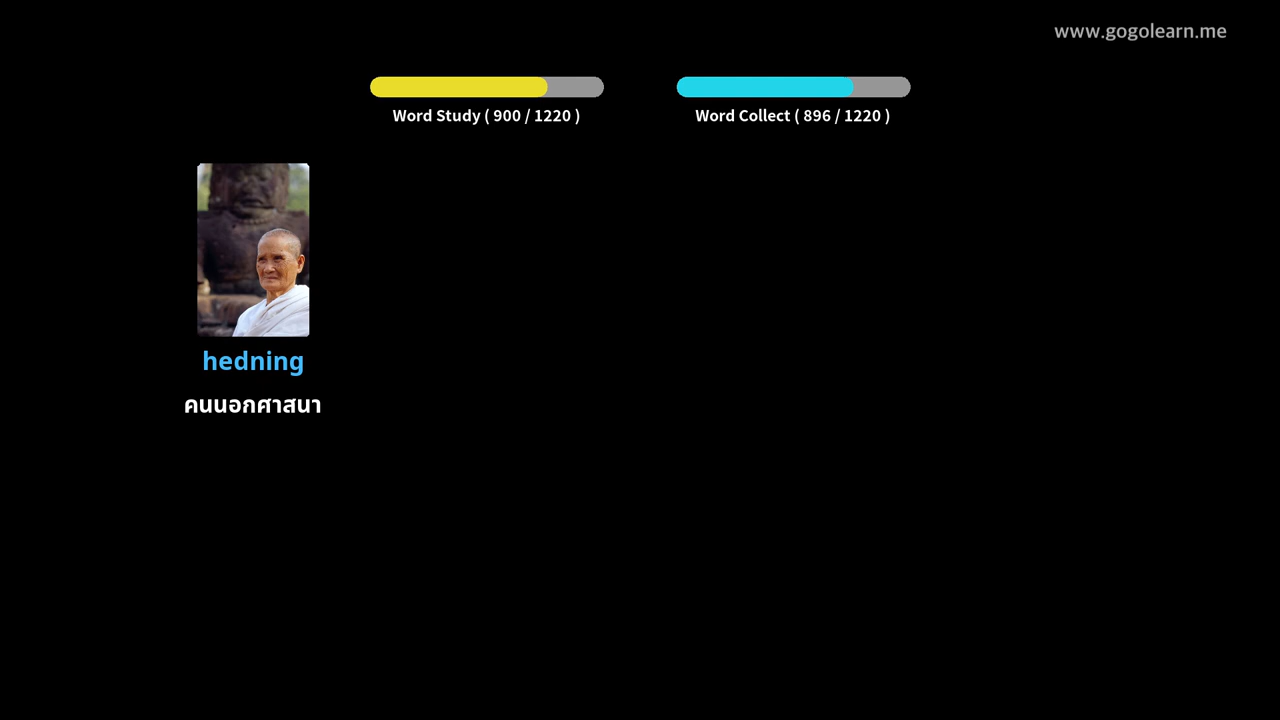 www.gogolearn.me
Word Study ( 900 / 1220 )
Word Collect ( 896 / 1220 )
hedning
คนนอกศาสนา